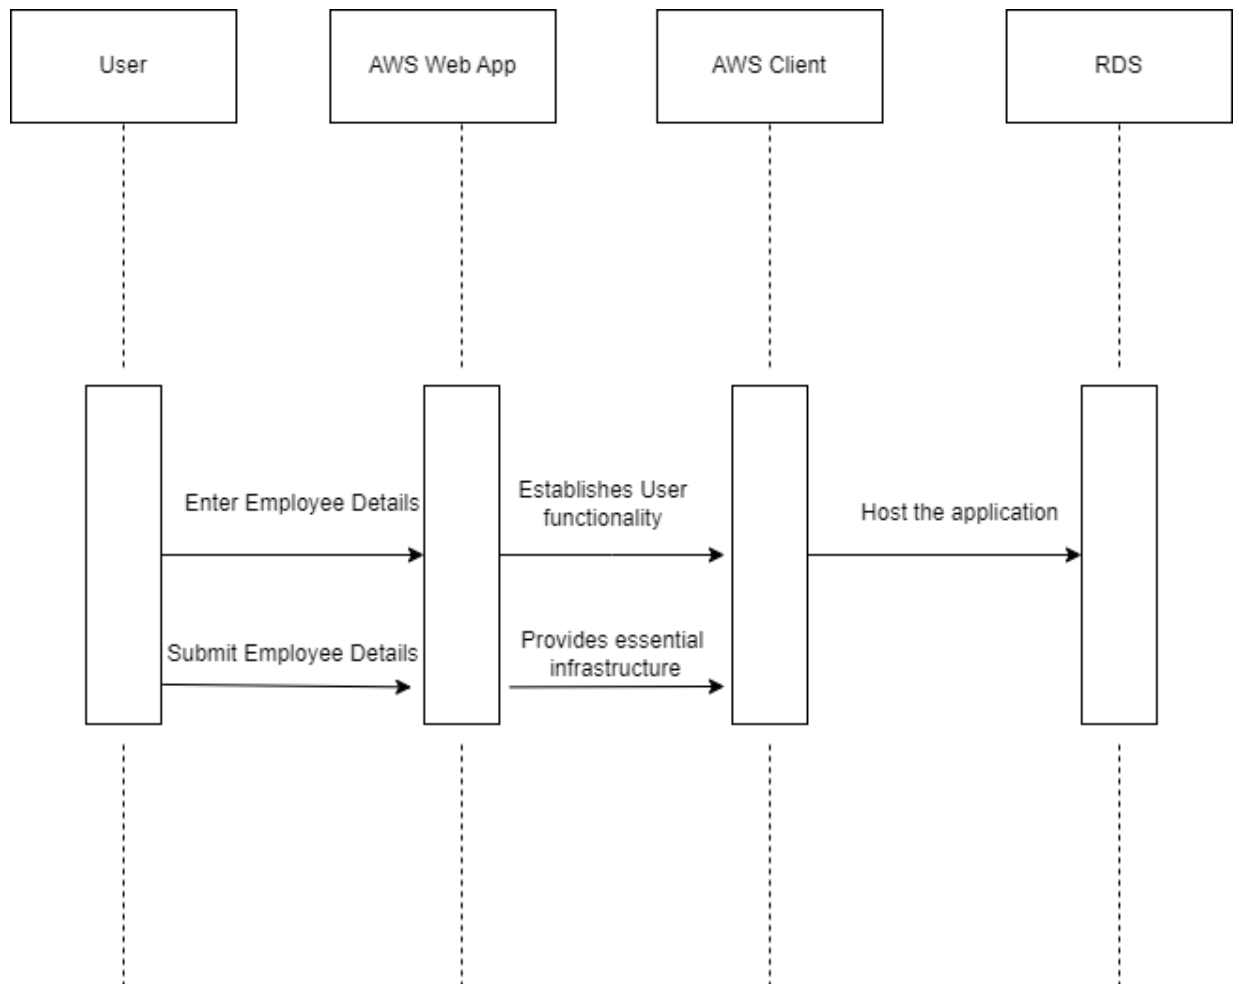 User
AWS Web App
AWS Client
RDS
Enter Employee Details
Establishes User
functionality
Host the application
Submit Employee Details
Provides essential
infrastructure